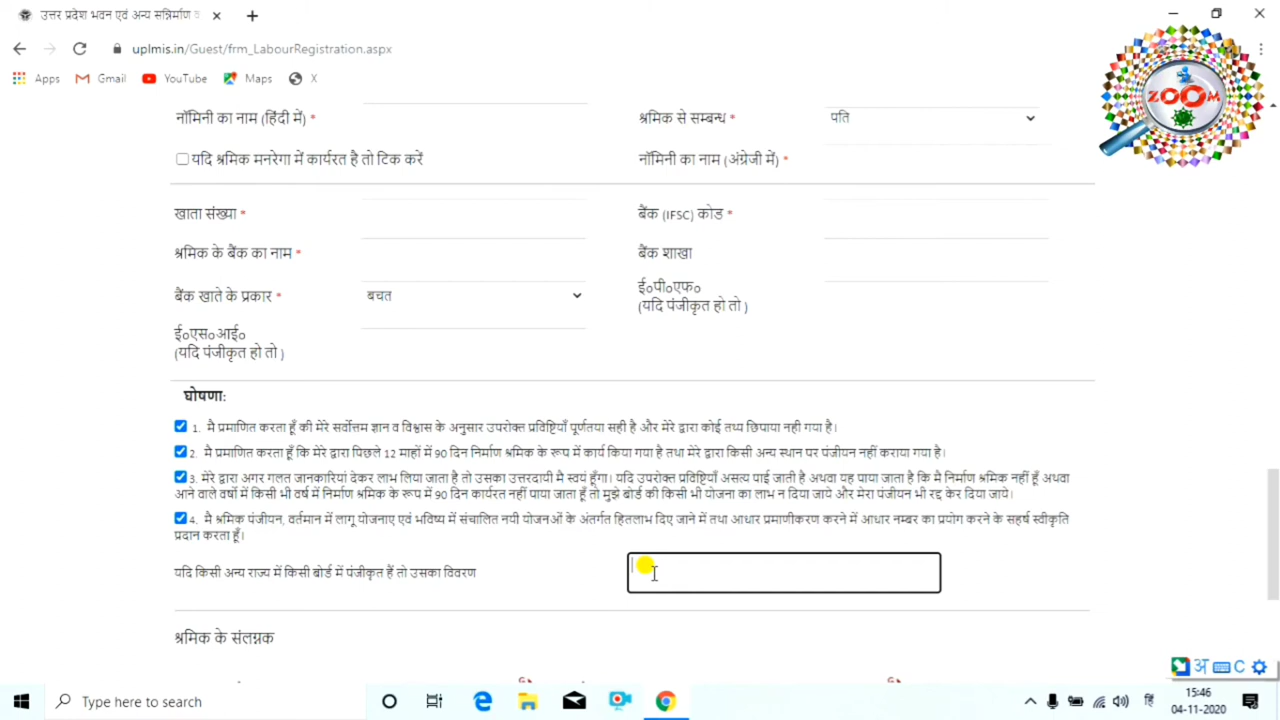 उत्तर प्रदेश भवन एवं अन्य सन्निर्माण व
uplmis.in/Guest/frm_LabourRegistration.aspx
Apps Gmail YouTube Maps X
ZOOM
नॉमिनी का नाम (हिंदी में) * श्रमिक से सम्बन्ध * पति
यदि श्रमिक मनरेगा में कार्यरत है तो टिक करें नॉमिनी का नाम (अंग्रेजी में) *
खाता संख्या * बैंक (IFSC) कोड *
श्रमिक के बैंक का नाम * बैंक शाखा
बैंक खाते के प्रकार * बचत ई०पी०एफ०
(यदि पंजीकृत हो तो )
ई०एस०आई०
(यदि पंजीकृत हो तो )
घोषणा:
1. मै प्रमाणित करता हूँ की मेरे सर्वोत्तम ज्ञान व विश्वास के अनुसार उपरोक्त प्रविष्टियाँ पूर्णतया सही है और मेरे द्वारा कोई तथ्य छिपाया नही गया है।
2. मै प्रमाणित करता हूँ कि मेरे द्वारा पिछले 12 माहों में 90 दिन निर्माण श्रमिक के रूप में कार्य किया गया है तथा मेरे द्वारा किसी अन्य स्थान पर पंजीयन नहीं कराया गया है।
3. मेरे द्वारा अगर गलत जानकारियां देकर लाभ लिया जाता है तो उसका उत्तरदायी मै स्वयं हूँगा। यदि उपरोक्त प्रविष्टियाँ असत्य पाई जाती है अथवा यह पाया जाता है कि मै निर्माण श्रमिक नहीं हूँ अथवा
आने वाले वर्षो में किसी भी वर्ष में निर्माण श्रमिक के रूप में 90 दिन कार्यरत नहीं पाया जाता हूँ तो मुझे बोर्ड की किसी भी योजना का लाभ न दिया जाये और मेरा पंजीयन भी रद्द कर दिया जाये।
4. मै श्रमिक पंजीयन, वर्तमान में लागू योजनाए एवं भविष्य में संचालित नयी योजनओं के अंतर्गत हितलाभ दिए जाने में तथा आधार प्रमाणीकरण करने में आधार नम्बर का प्रयोग करने के सहर्ष स्वीकृति
प्रदान करता हूँ।
यदि किसी अन्य राज्य में किसी बोर्ड में पंजीकृत हैं तो उसका विवरण
श्रमिक के संलग्नक
अ
Type here to search
हिं
15:46
04-11-2020